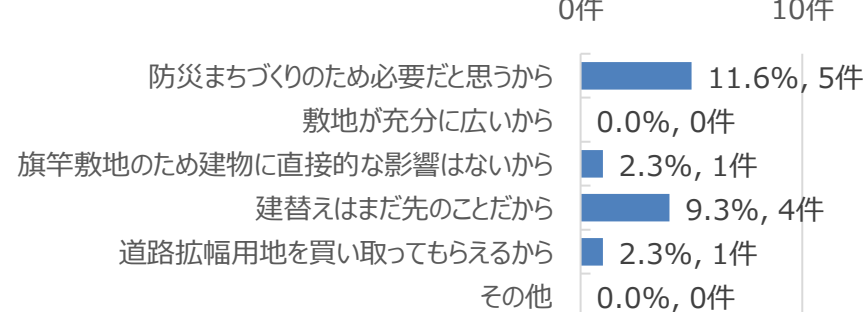 0件 10件
防災まちづくりのため必要だと思うから 11.6%, 5件
敷地が充分に広いから 0.0%, 0件
旗竿敷地のため建物に直接的な影響はないから 2.3%, 1件
建替えはまだ先のことだから 9.3%, 4件
道路拡幅用地を買い取ってもらえるから 2.3%, 1件
その他 0.0%, 0件